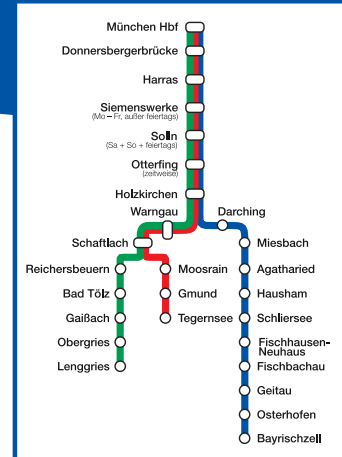 München Hbf
Donnersbergerbrücke
Harras
Siemenswerke
(Mo – Fr, außer feiertags)
Solln
(Sa + So + feiertags)
Otterfing
(zeitweise)
Holzkirchen
Warngau
Darching
Schaftlach
Miesbach
Reichersbeuern
Moosrain
Agatharied
Bad Tölz
Gmund
Hausham
Gaißach
Tegernsee
Schliersee
Obergries
Fischhausen-
Neuhaus
Lenggries
Fischbachau
Geitau
Osterhofen
Bayrischzell